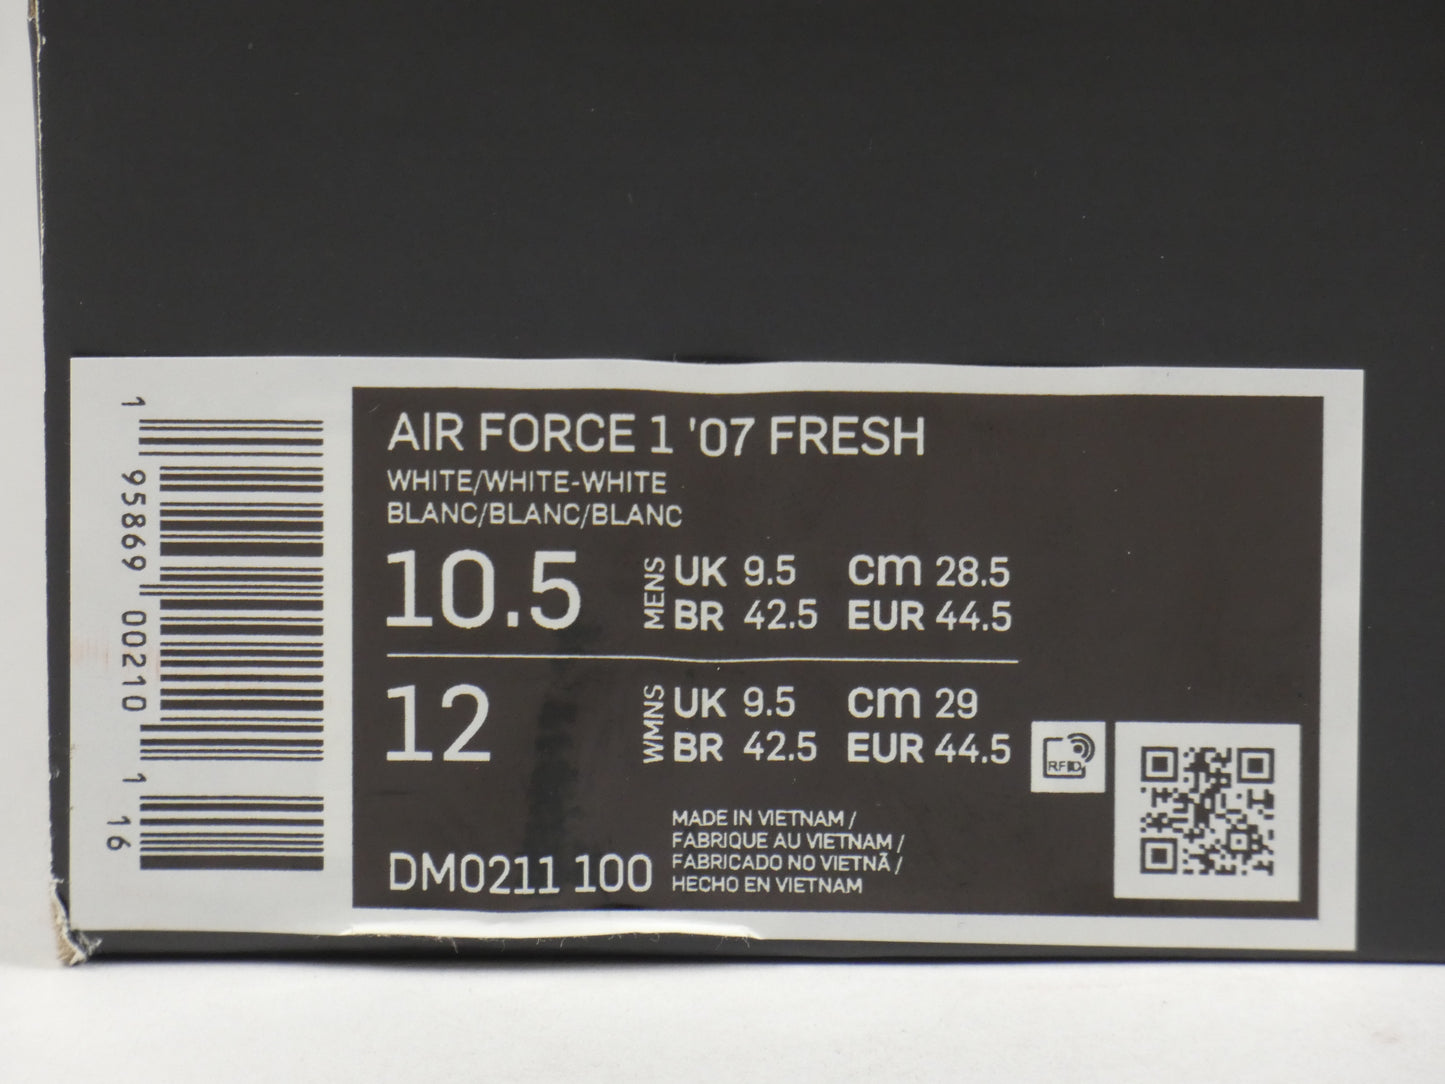 1
95869
00210
1
16
AIR FORCE 1 '07 FRESH
WHITE/WHITE-WHITE
BLANC/BLANC/BLANC
10.5 MENS UK 9.5 cm 28.5
BR 42.5 EUR 44.5
12 WMNS UK 9.5 cm 29
BR 42.5 EUR 44.5
RFID
MADE IN VIETNAM /
FABRIQUE AU VIETNAM /
FABRICADO NO VIETNÃ /
HECHO EN VIETNAM
DM0211 100